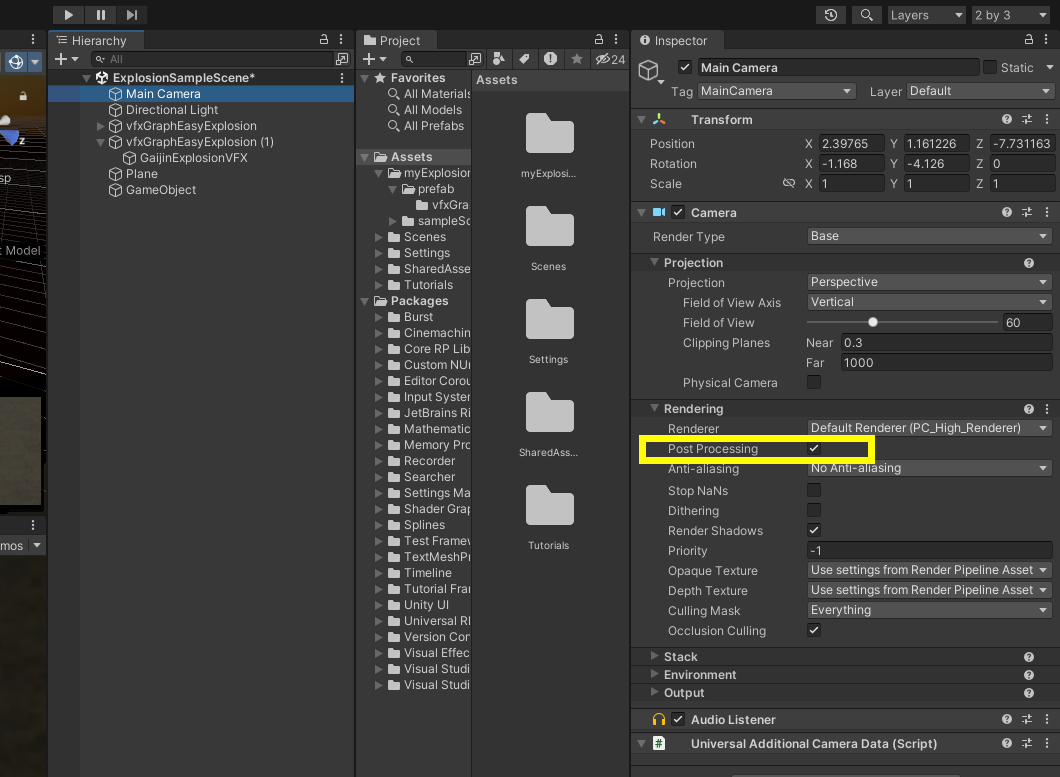 Layers
2 by 3
Hierarchy
Project
Inspector
All
24
ExplosionSampleScene*
Main Camera
Directional Light
vfxGraphEasyExplosion
vfxGraphEasyExplosion (1)
GaijinExplosionVFX
Plane
GameObject
z
sp
t Model
mos
Favorites
All Materials
All Models
All Prefabs
Assets
myExplosion
prefab
vfxGra
sampleSc
Scenes
Settings
SharedAsse
Tutorials
Packages
Burst
Cinemachin
Core RP Lib
Custom NUn
Editor Corou
Input System
JetBrains Ri
Mathematic
Memory Pro
Recorder
Searcher
Settings Ma
Shader Grap
Splines
Test Framew
TextMeshPr
Timeline
Tutorial Fran
Unity UI
Universal RI
Version Con
Visual Effec
Visual Studi
Visual Studi
Assets
myExplosi...
Scenes
Settings
SharedAss...
Tutorials
Main Camera
Static
Tag MainCamera Layer Default
Transform
Position X 2.39765 Y 1.161226 Z -7.731163
Rotation X -1.168 Y -4.126 Z 0
Scale X 1 Y 1 Z 1
Camera
Render Type Base
Projection
Projection Perspective
Field of View Axis Vertical
Field of View 60
Clipping Planes Near 0.3
Far 1000
Physical Camera
Rendering
Renderer Default Renderer (PC_High_Renderer)
Post Processing
Anti-aliasing No Anti-aliasing
Stop NaNs
Dithering
Render Shadows
Priority -1
Opaque Texture Use settings from Render Pipeline Asset
Depth Texture Use settings from Render Pipeline Asset
Culling Mask Everything
Occlusion Culling
Stack
Environment
Output
Audio Listener
# Universal Additional Camera Data (Script)